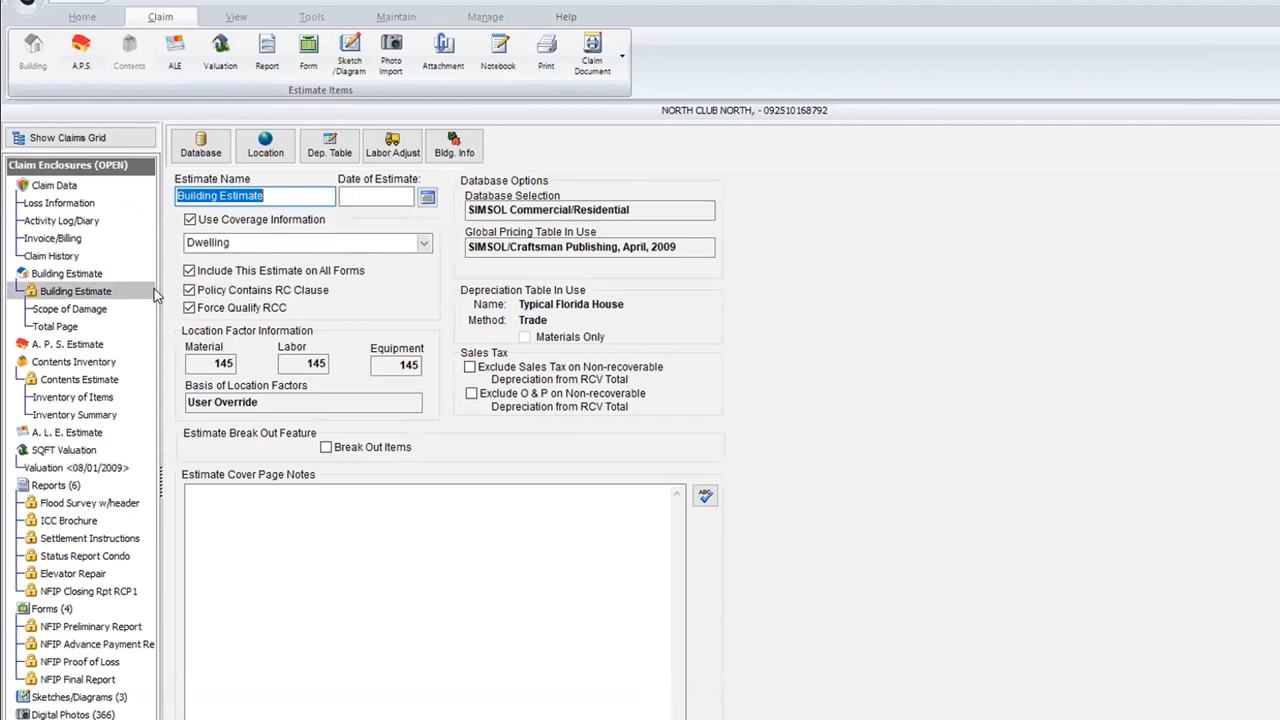 Home Claim View Tools Maintain Manage Help
Building A.P.S. Contents ALE Valuation Report Form Sketch /Diagram Photo Import Attachment Notebook Print Claim Document
Estimate Items
NORTH CLUB NORTH, - 092510168792
Show Claims Grid
Claim Enclosures (OPEN)
Claim Data
Loss Information
Activity Log/Diary
Invoice/Billing
Claim History
Building Estimate
Building Estimate
Scope of Damage
Total Page
A. P. S. Estimate
Contents Inventory
Contents Estimate
Inventory of Items
Inventory Summary
A. L. E. Estimate
SQFT Valuation
Valuation <08/01/2009>
Reports (6)
Flood Survey w/header
ICC Brochure
Settlement Instructions
Status Report Condo
Elevator Repair
NFIP Closing Rpt RCP1
Forms (4)
NFIP Preliminary Report
NFIP Advance Payment Re
NFIP Proof of Loss
NFIP Final Report
Sketches/Diagrams (3)
Digital Photos (366)
Database Location Dep. Table Labor Adjust Bldg. Info
Estimate Name Date of Estimate:
Building Estimate
Use Coverage Information
Dwelling
Include This Estimate on All Forms
Policy Contains RC Clause
Force Qualify RCC
Location Factor Information
Material Labor Equipment
145 145 145
Basis of Location Factors
User Override
Database Options
Database Selection
SIMSOL Commercial/Residential
Global Pricing Table In Use
SIMSOL/Craftsman Publishing, April, 2009
Depreciation Table In Use
Name: Typical Florida House
Method: Trade
Materials Only
Sales Tax
Exclude Sales Tax on Non-recoverable
Depreciation from RCV Total
Exclude O & P on Non-recoverable
Depreciation from RCV Total
Estimate Break Out Feature
Break Out Items
Estimate Cover Page Notes
ABC